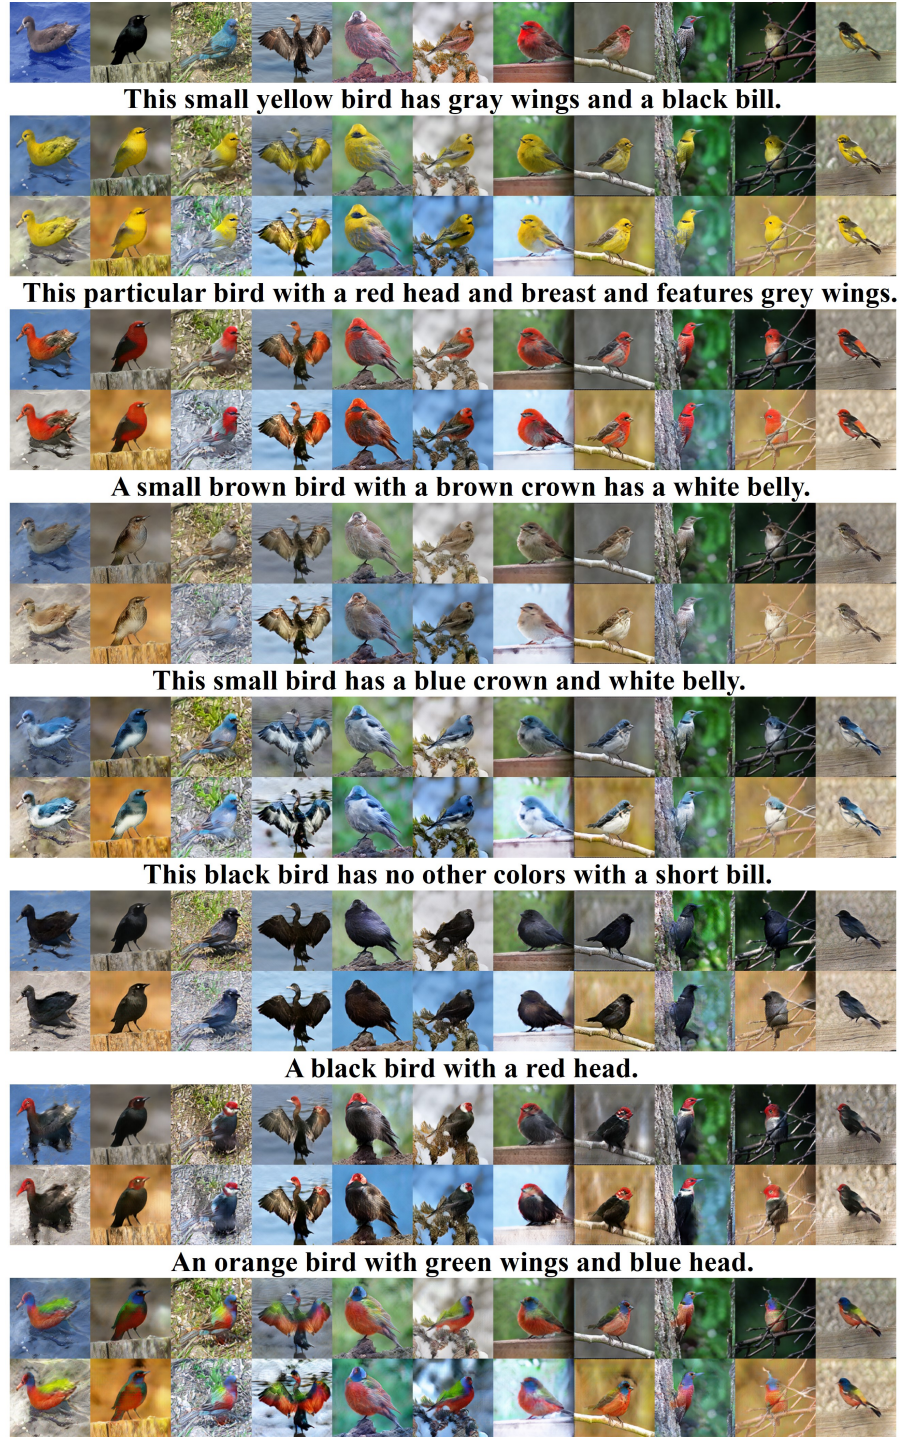 This small yellow bird has gray wings and a black bill.
This particular bird with a red head and breast and features grey wings.
A small brown bird with a brown crown has a white belly.
This small bird has a blue crown and white belly.
This black bird has no other colors with a short bill.
A black bird with a red head.
An orange bird with green wings and blue head.